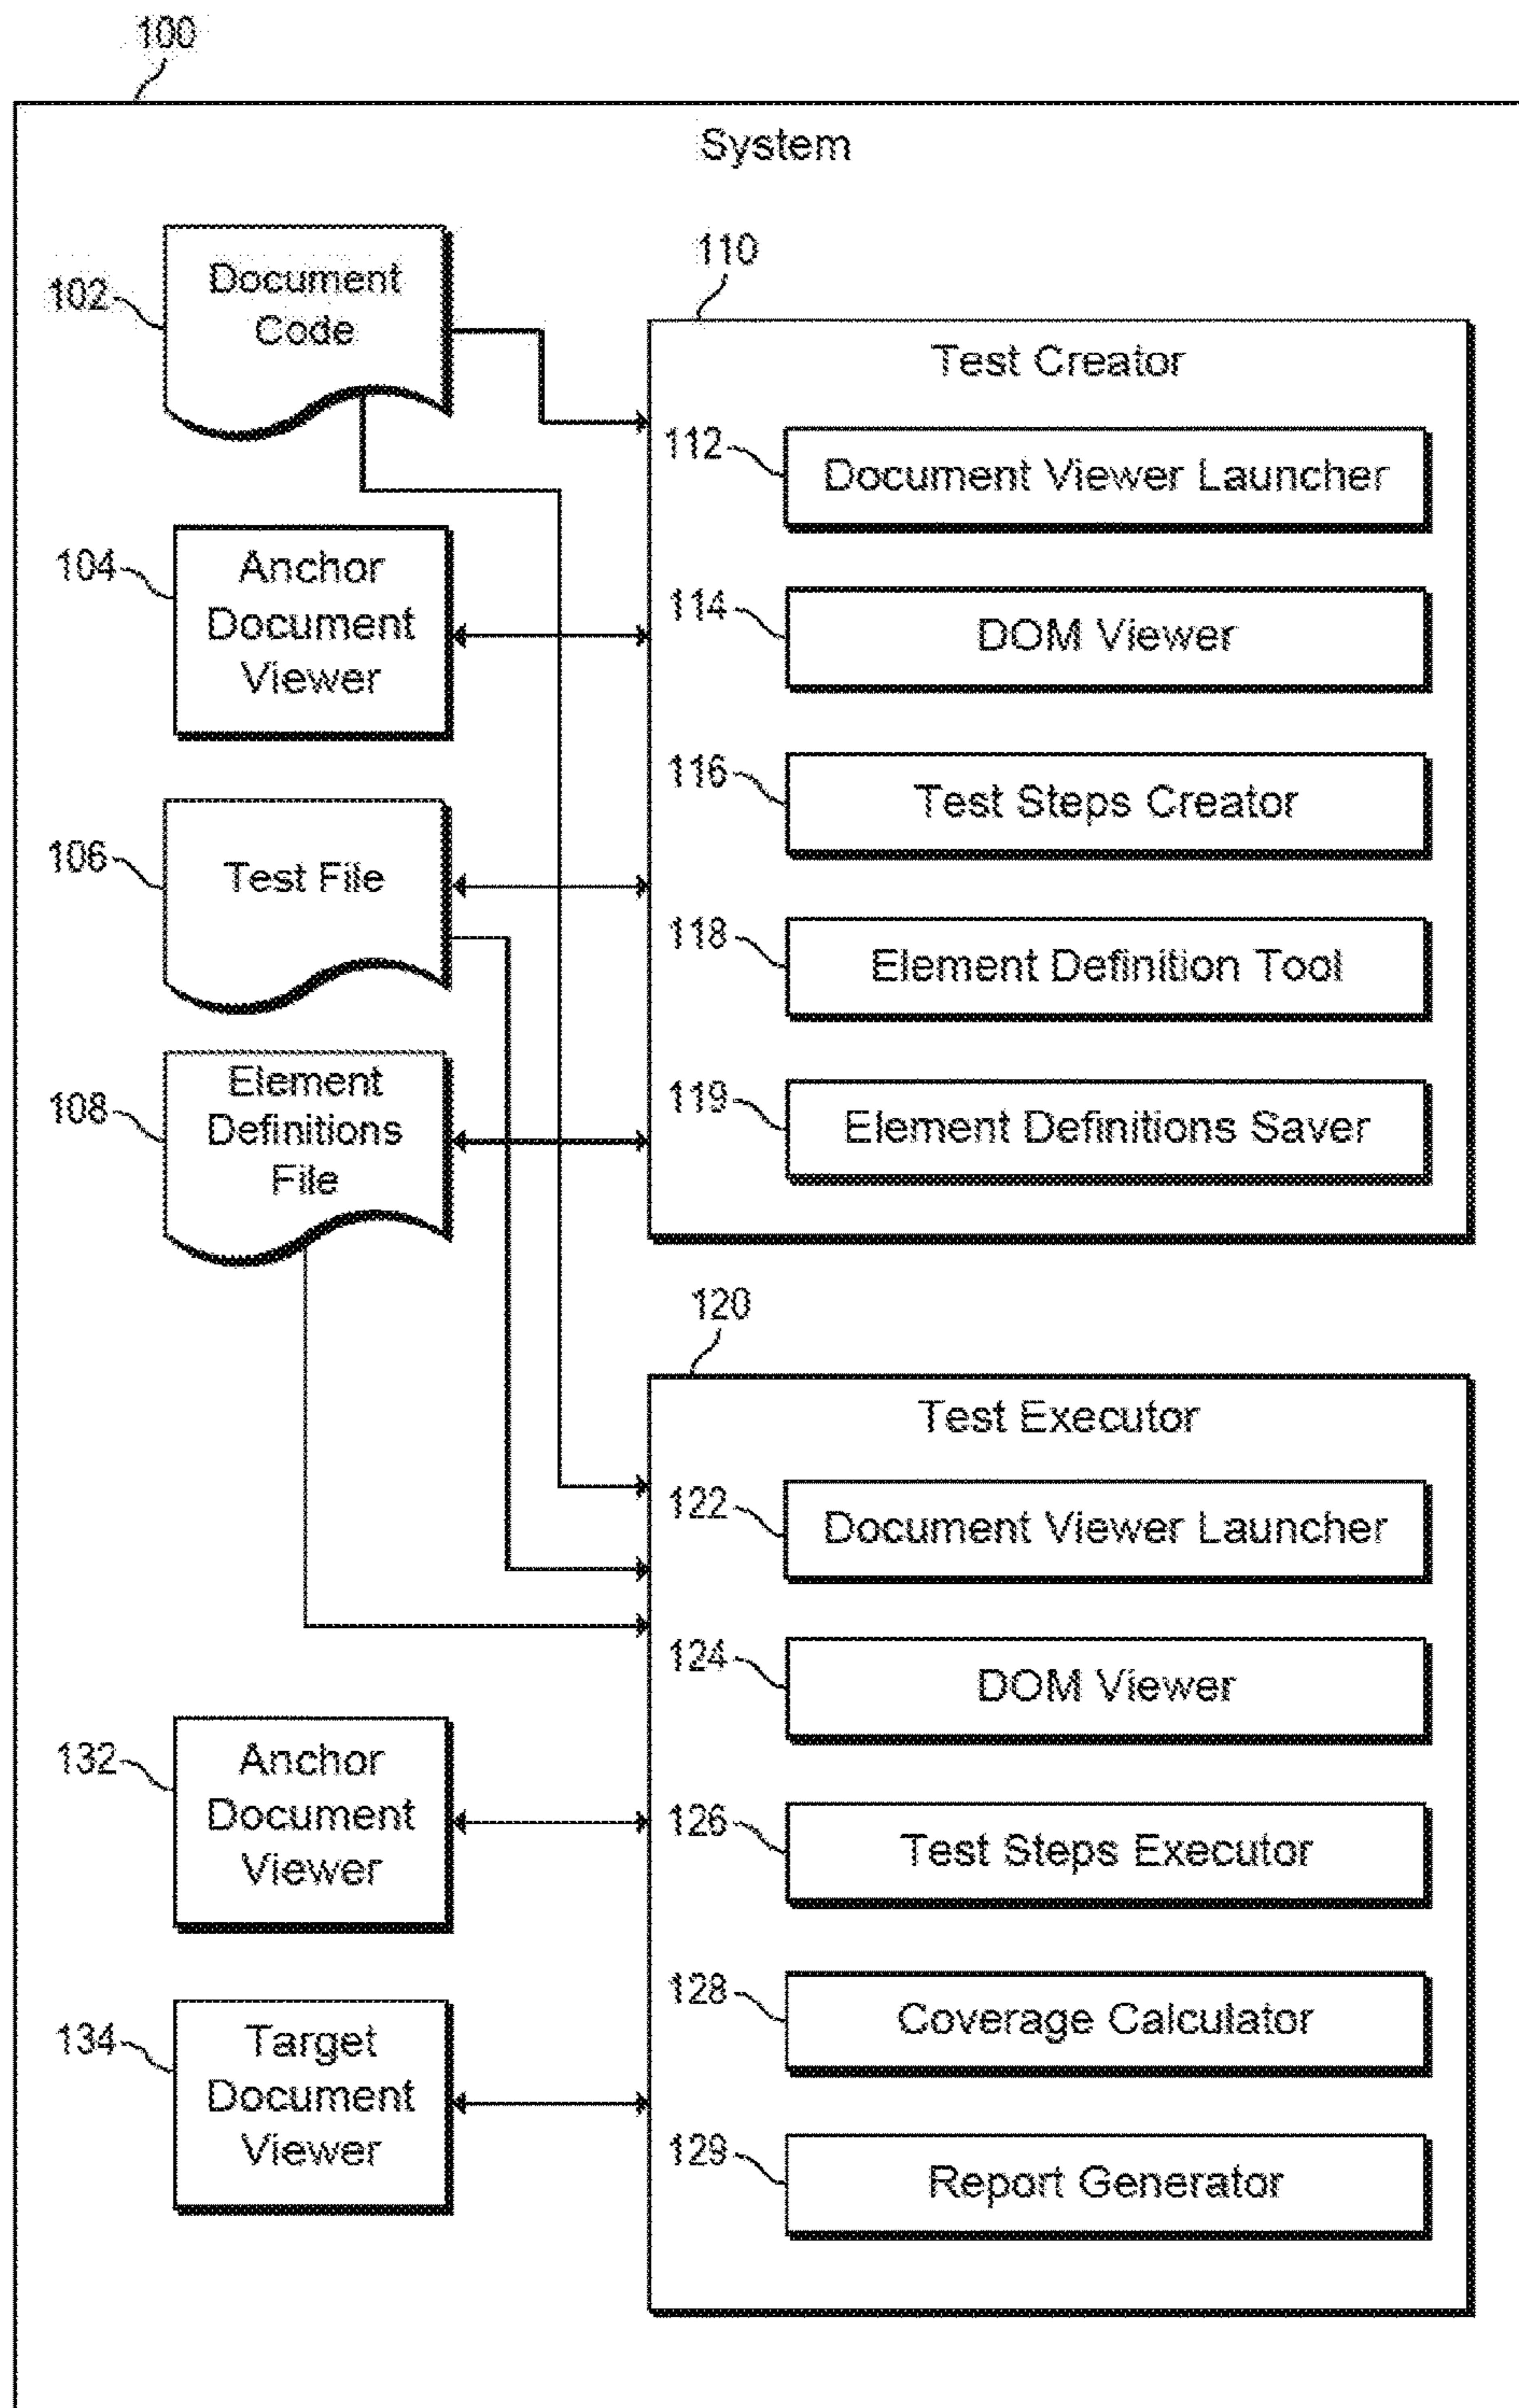 100
System
102
Document
Code
110
Test Creator
112
Document Viewer Launcher
104
Anchor
Document
Viewer
114
DOM Viewer
116
Test Steps Creator
106
Test File
118
Element Definition Tool
108
Element
Definitions
File
119
Element Definitions Saver
120
Test Executor
122
Document Viewer Launcher
124
DOM Viewer
132
Anchor
Document
Viewer
126
Test Steps Executor
128
Coverage Calculator
134
Target
Document
Viewer
129
Report Generator